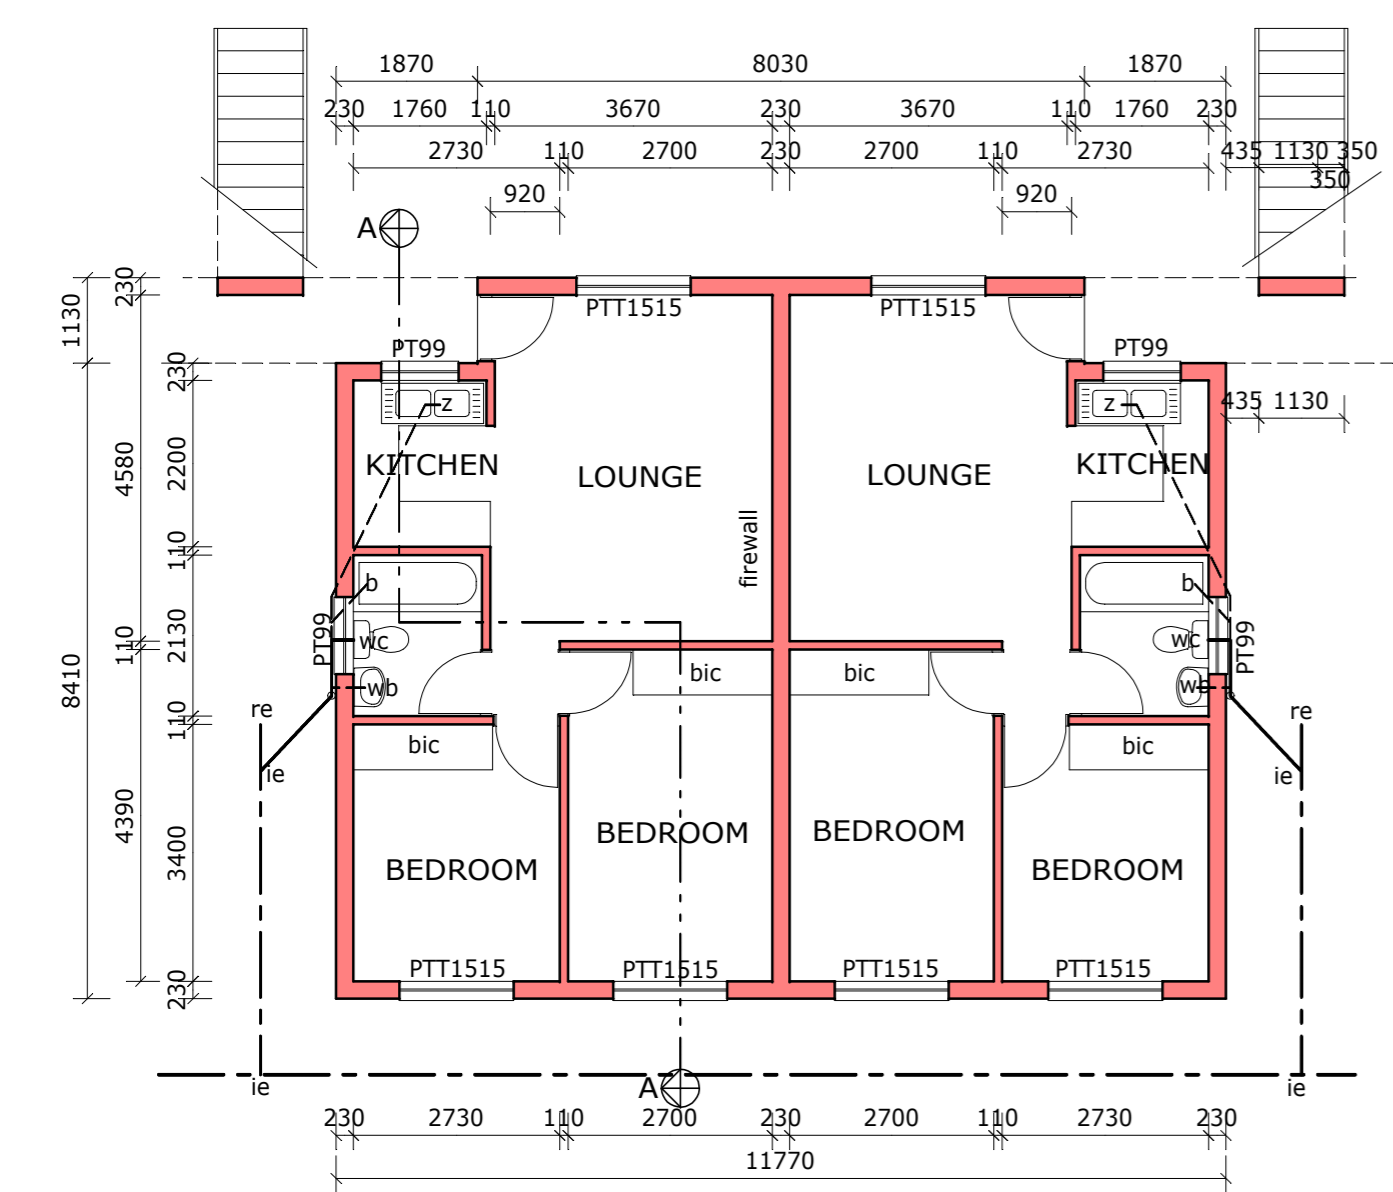 1870 8030 1870
230 1760 110 3670 230 3670 110 1760 230
2730 110 2700 230 2700 110 2730 435 1130 350
350
920 920
A
230
1130
PTT1515 PTT1515
PT99 PT99
230
z z
435 1130
KITCHEN LOUNGE LOUNGE KITCHEN
4580
2200
firewall
110
b b
PT99 wc wc PT99
110
2130
wb wb
bic bic
8410
re re
110
bic bic
ie ie
4390
3400
BEDROOM BEDROOM
BEDROOM BEDROOM
PTT1515 PTT1515 PTT1515 PTT1515
230
ie A ie
230 2730 110 2700 230 2700 110 2730 230
11770